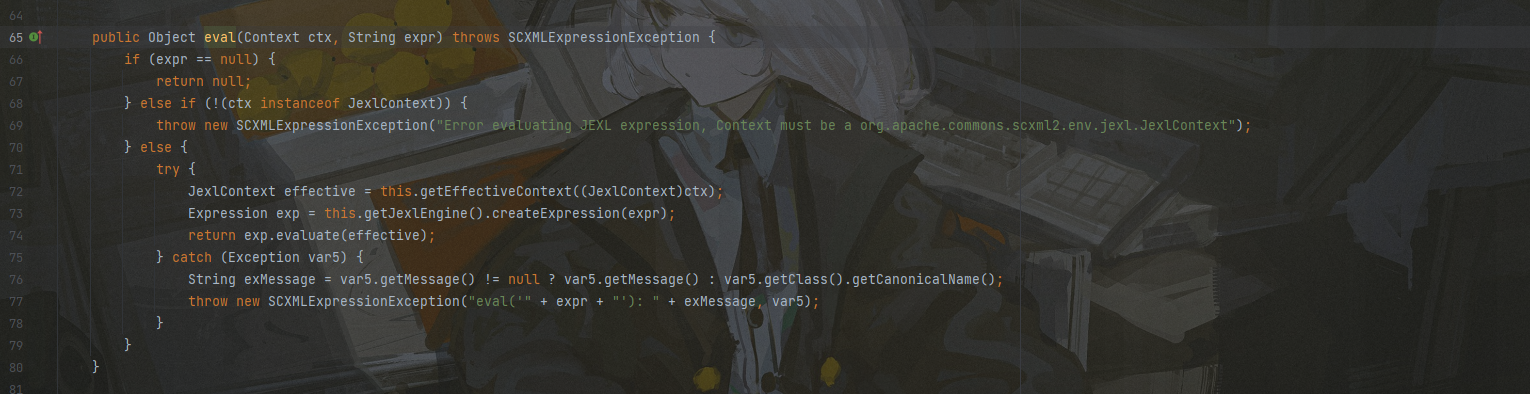 64
65 public Object eval(Context ctx, String expr) throws SCXMLExpressionException {
66 if (expr == null) {
67 return null;
68 } else if (!(ctx instanceof JexlContext)) {
69 throw new SCXMLExpressionException("Error evaluating JEXL expression, Context must be a org.apache.commons.scxml2.env.jexl.JexlContext");
70 } else {
71 try {
72 JexlContext effective = this.getEffectiveContext((JexlContext)ctx);
73 Expression exp = this.getJexlEngine().createExpression(expr);
74 return exp.evaluate(effective);
75 } catch (Exception var5) {
76 String exMessage = var5.getMessage() != null ? var5.getMessage() : var5.getClass().getCanonicalName();
77 throw new SCXMLExpressionException("eval('" + expr + "'): " + exMessage, var5);
78 }
79 }
80 }
81